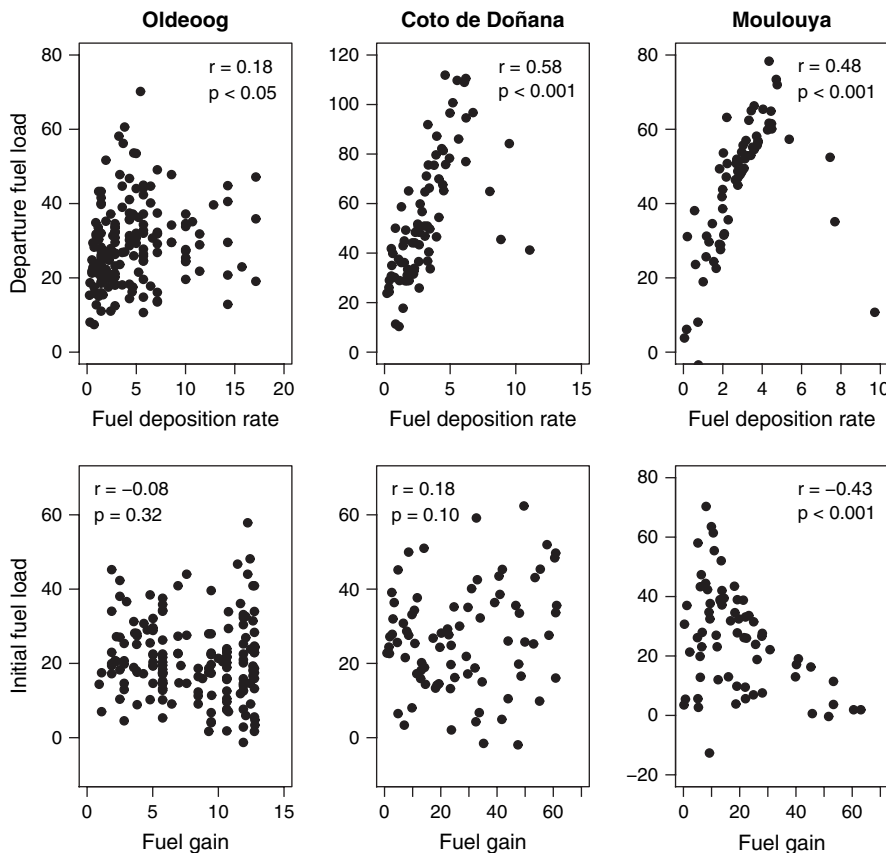 Oldeoog
Coto de Doñana
Moulouya
Departure fuel load
80
60
40
20
0
r = 0.18
p < 0.05
0 5 10 15 20
Fuel deposition rate
120
100
80
60
40
20
0
r = 0.58
p < 0.001
0 5 10 15
Fuel deposition rate
80
60
40
20
0
r = 0.48
p < 0.001
0 2 4 6 8 10
Fuel deposition rate
Initial fuel load
60
40
20
0
r = −0.08
p = 0.32
0 5 10 15
Fuel gain
60
40
20
0
r = 0.18
p = 0.10
0 20 40 60
Fuel gain
80
60
40
20
0
−20
r = −0.43
p < 0.001
0 20 40 60
Fuel gain